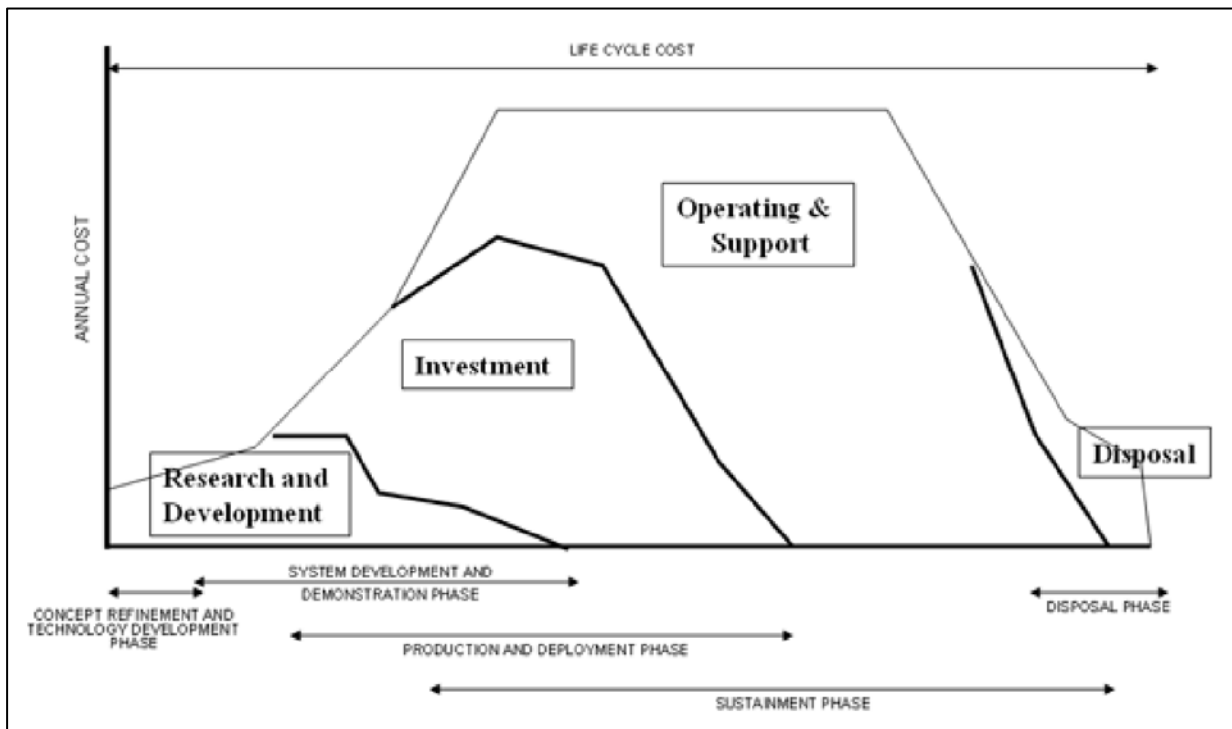 LIFE CYCLE COST
ANNUAL COST
Operating &
Support
Investment
Research and
Development
Disposal
SYSTEM DEVELOPMENT AND
DEMONSTRATION PHASE
CONCEPT REFINEMENT AND
TECHNOLOGY DEVELOPMENT
PHASE
DISPOSAL PHASE
PRODUCTION AND DEPLOYMENT PHASE
SUSTAINMENT PHASE